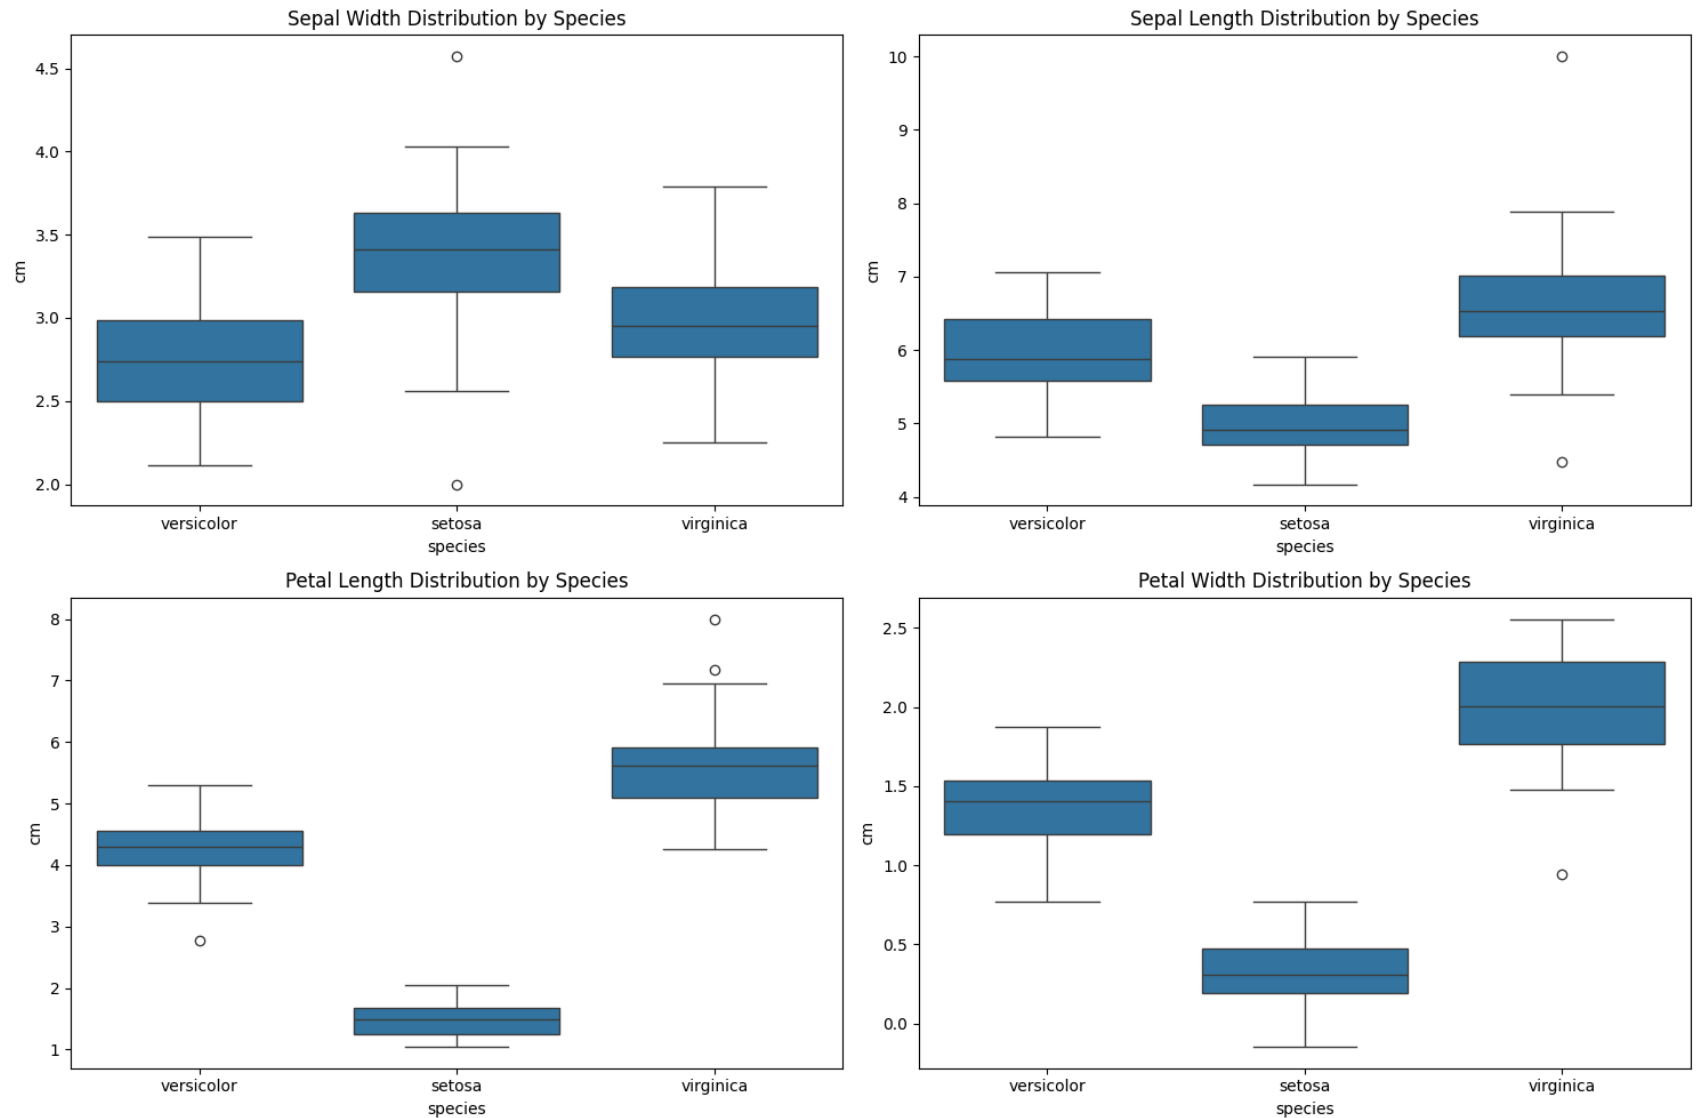 Sepal Width Distribution by Species
4.5
4.0
3.5
3.0
2.5
2.0
cm
versicolor setosa virginica
species
Sepal Length Distribution by Species
10
9
8
7
6
5
4
cm
versicolor setosa virginica
species
Petal Length Distribution by Species
8
7
6
5
4
3
2
1
cm
versicolor setosa virginica
species
Petal Width Distribution by Species
2.5
2.0
1.5
1.0
0.5
0.0
cm
versicolor setosa virginica
species